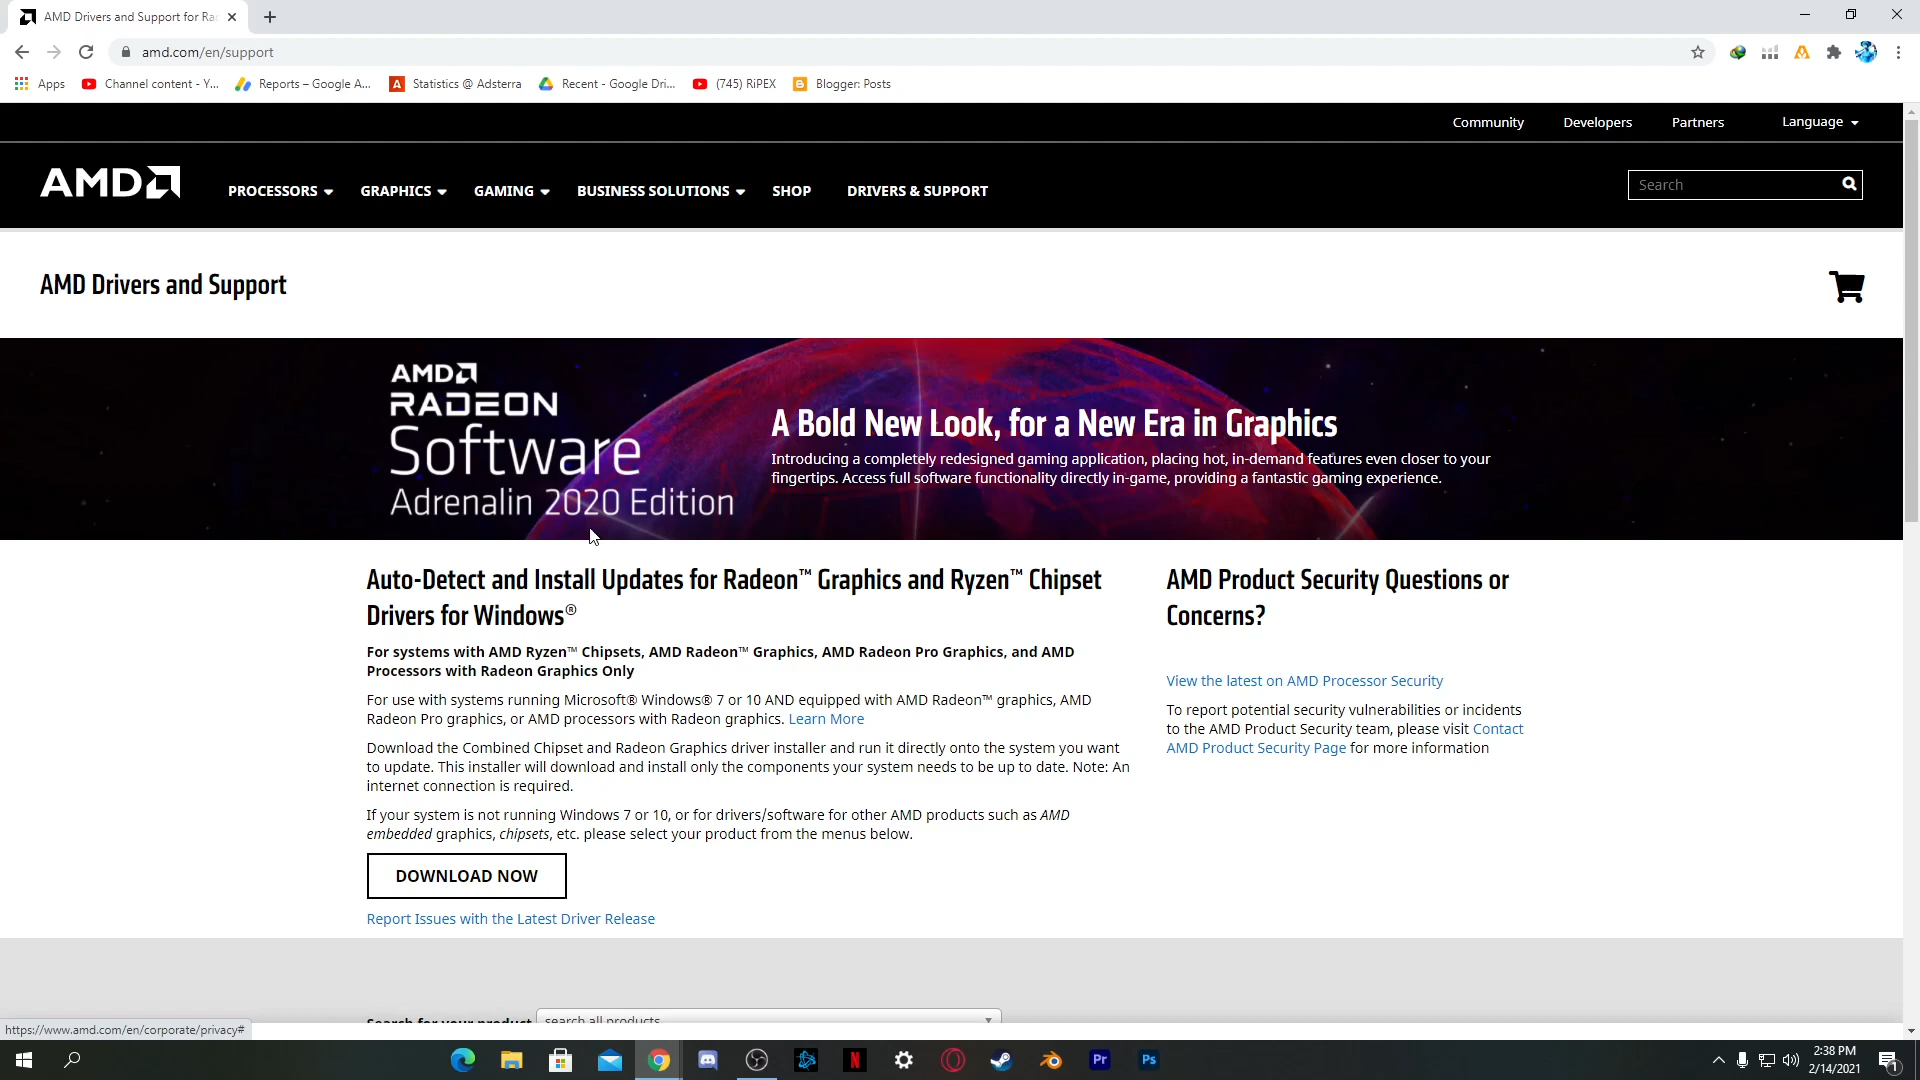 AMD Drivers and Support for Ra
amd.com/en/support
Apps
Channel content - Y...
Reports – Google A...
Statistics @ Adsterra
Recent - Google Dri...
(745) RiPEX
Blogger: Posts
Community
Developers
Partners
Language
AMD
PROCESSORS
GRAPHICS
GAMING
BUSINESS SOLUTIONS
SHOP
DRIVERS & SUPPORT
Search
AMD Drivers and Support
AMD
RADEON
Software
Adrenalin 2020 Edition
A Bold New Look, for a New Era in Graphics
Introducing a completely redesigned gaming application, placing hot, in-demand features even closer to your
fingertips. Access full software functionality directly in-game, providing a fantastic gaming experience.
Auto-Detect and Install Updates for Radeon™ Graphics and Ryzen™ Chipset
Drivers for Windows®
For systems with AMD Ryzen™ Chipsets, AMD Radeon™ Graphics, AMD Radeon Pro Graphics, and AMD
Processors with Radeon Graphics Only
For use with systems running Microsoft® Windows® 7 or 10 AND equipped with AMD Radeon™ graphics, AMD
Radeon Pro graphics, or AMD processors with Radeon graphics. Learn More
Download the Combined Chipset and Radeon Graphics driver installer and run it directly onto the system you want
to update. This installer will download and install only the components your system needs to be up to date. Note: An
internet connection is required.
If your system is not running Windows 7 or 10, or for drivers/software for other AMD products such as AMD
embedded graphics, chipsets, etc. please select your product from the menus below.
DOWNLOAD NOW
Report Issues with the Latest Driver Release
AMD Product Security Questions or
Concerns?
View the latest on AMD Processor Security
To report potential security vulnerabilities or incidents
to the AMD Product Security team, please visit Contact
AMD Product Security Page for more information
Search for your product
search all products
https://www.amd.com/en/corporate/privacy#
N
Pr
Ps
2:38 PM
2/14/2021
1